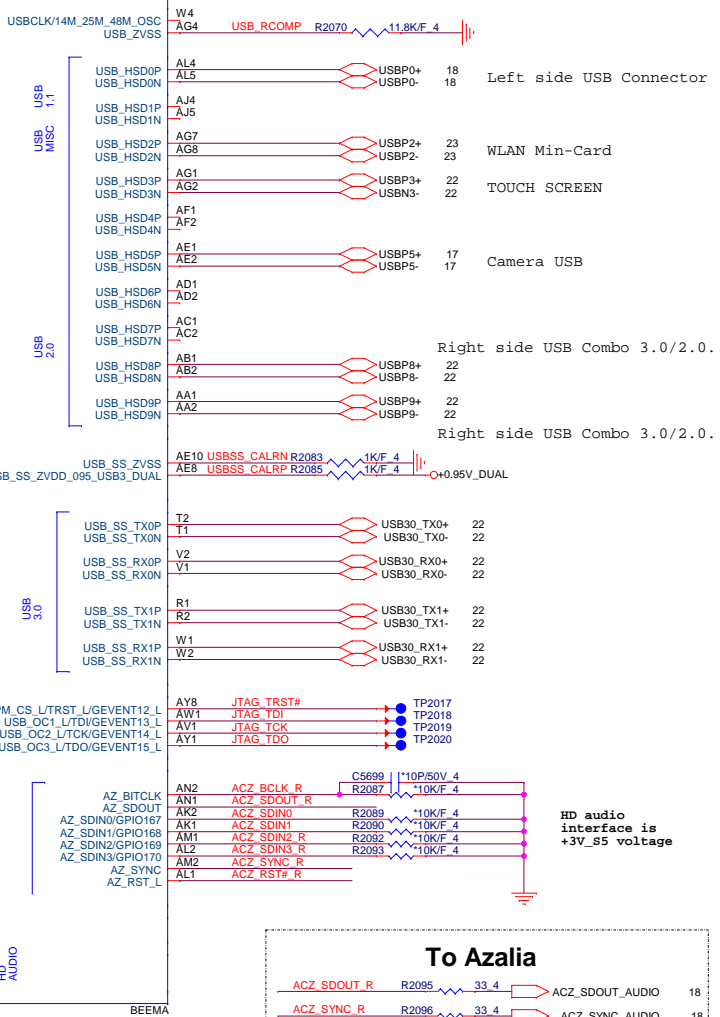 USBCLK/14M_25M_48M_OSC W4
USB_ZVSS AG4 USB_RCOMP R2070 11.8K/F_4
USB 1.1
USB MISC
USB_HSD0P AL4 USBP0+ 18
USB_HSD0N AL5 USBP0- 18
Left side USB Connector
USB_HSD1P AJ4
USB_HSD1N AJ5
USB_HSD2P AG7 USBP2+ 23
USB_HSD2N AG8 USBP2- 23
WLAN Min-Card
USB_HSD3P AG1 USBP3+ 22
USB_HSD3N AG2 USBN3- 22
TOUCH SCREEN
USB_HSD4P AF1
USB_HSD4N AF2
USB_HSD5P AE1 USBP5+ 17
USB_HSD5N AE2 USBP5- 17
Camera USB
USB_HSD6P AD1
USB_HSD6N AD2
USB 2.0
USB_HSD7P AC1
USB_HSD7N AC2
Right side USB Combo 3.0/2.0.
USB_HSD8P AB1 USBP8+ 22
USB_HSD8N AB2 USBP8- 22
USB_HSD9P AA1 USBP9+ 22
USB_HSD9N AA2 USBP9- 22
Right side USB Combo 3.0/2.0.
USB_SS_ZVSS AE10 USBSS_CALRN R2083 1K/F_4
SB_SS_ZVDD_095_USB3_DUAL AE8 USBSS_CALRP R2085 1K/F_4 +0.95V_DUAL
USB 3.0
USB_SS_TX0P T2 USB30_TX0+ 22
USB_SS_TX0N T1 USB30_TX0- 22
USB_SS_RX0P V2 USB30_RX0+ 22
USB_SS_RX0N V1 USB30_RX0- 22
USB_SS_TX1P R1 USB30_TX1+ 22
USB_SS_TX1N R2 USB30_TX1- 22
USB_SS_RX1P W1 USB30_RX1+ 22
USB_SS_RX1N W2 USB30_RX1- 22
PM_CS_L/TRST_L/GEVENT12_L AY8 JTAG_TRST# TP2017
USB_OC1_L/TDI/GEVENT13_L AW1 JTAG_TDI TP2018
USB_OC2_L/TCK/GEVENT14_L AV1 JTAG_TCK TP2019
USB_OC3_L/TDO/GEVENT15_L AY1 JTAG_TDO TP2020
C5699 *10P/50V_4
AZ_BITCLK AN2 ACZ_BCLK_R R2087 *10K/F_4
AZ_SDOUT AN1 ACZ_SDOUT_R
AZ_SDIN0/GPIO167 AK2 ACZ_SDIN0 R2089 *10K/F_4
AZ_SDIN1/GPIO168 AK1 ACZ_SDIN1 R2090 *10K/F_4
AZ_SDIN2/GPIO169 AM1 ACZ_SDIN2_R R2092 *10K/F_4
AZ_SDIN3/GPIO170 AL2 ACZ_SDIN3_R R2093 *10K/F_4
AZ_SYNC AM2 ACZ_SYNC_R
AZ_RST_L AL1 ACZ_RST#_R
HD audio
interface is
+3V_S5 voltage
HD AUDIO
BEEMA
To Azalia
ACZ_SDOUT_R R2095 33_4 ACZ_SDOUT_AUDIO 18
ACZ_SYNC_R R2096 33_4 ACZ_SYNC_AUDIO 18